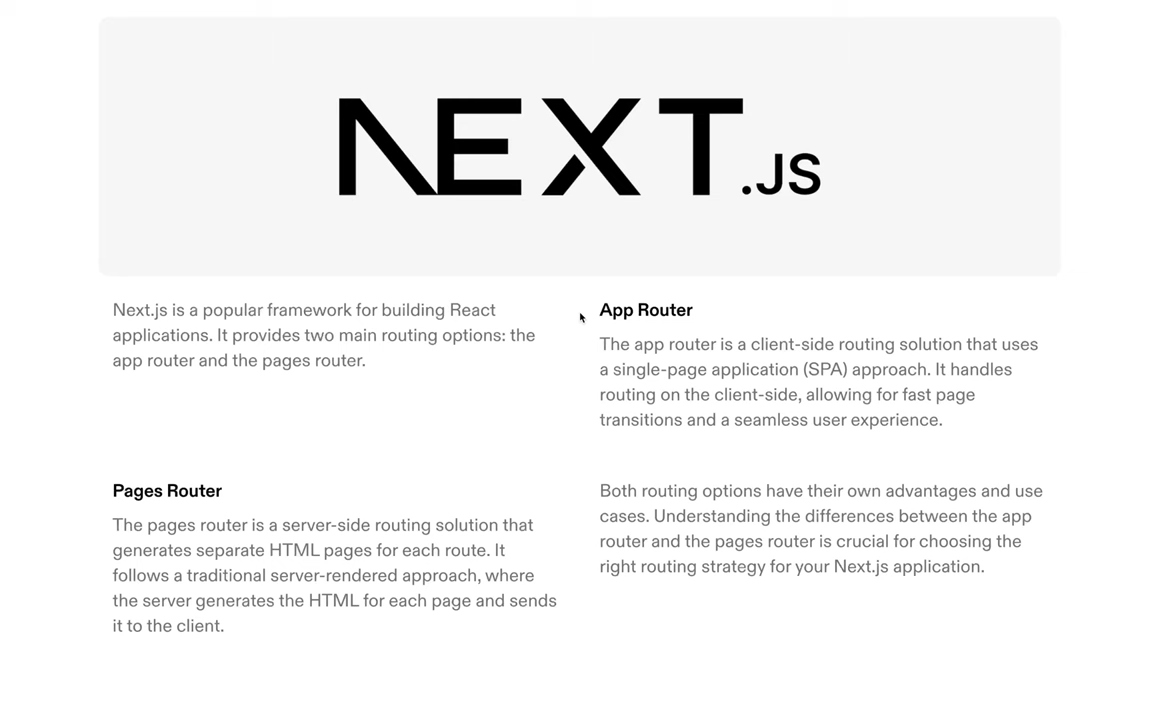 NEXT.JS
Next.js is a popular framework for building React
applications. It provides two main routing options: the
app router and the pages router.
App Router
The app router is a client-side routing solution that uses
a single-page application (SPA) approach. It handles
routing on the client-side, allowing for fast page
transitions and a seamless user experience.
Pages Router
The pages router is a server-side routing solution that
generates separate HTML pages for each route. It
follows a traditional server-rendered approach, where
the server generates the HTML for each page and sends
it to the client.
Both routing options have their own advantages and use
cases. Understanding the differences between the app
router and the pages router is crucial for choosing the
right routing strategy for your Next.js application.